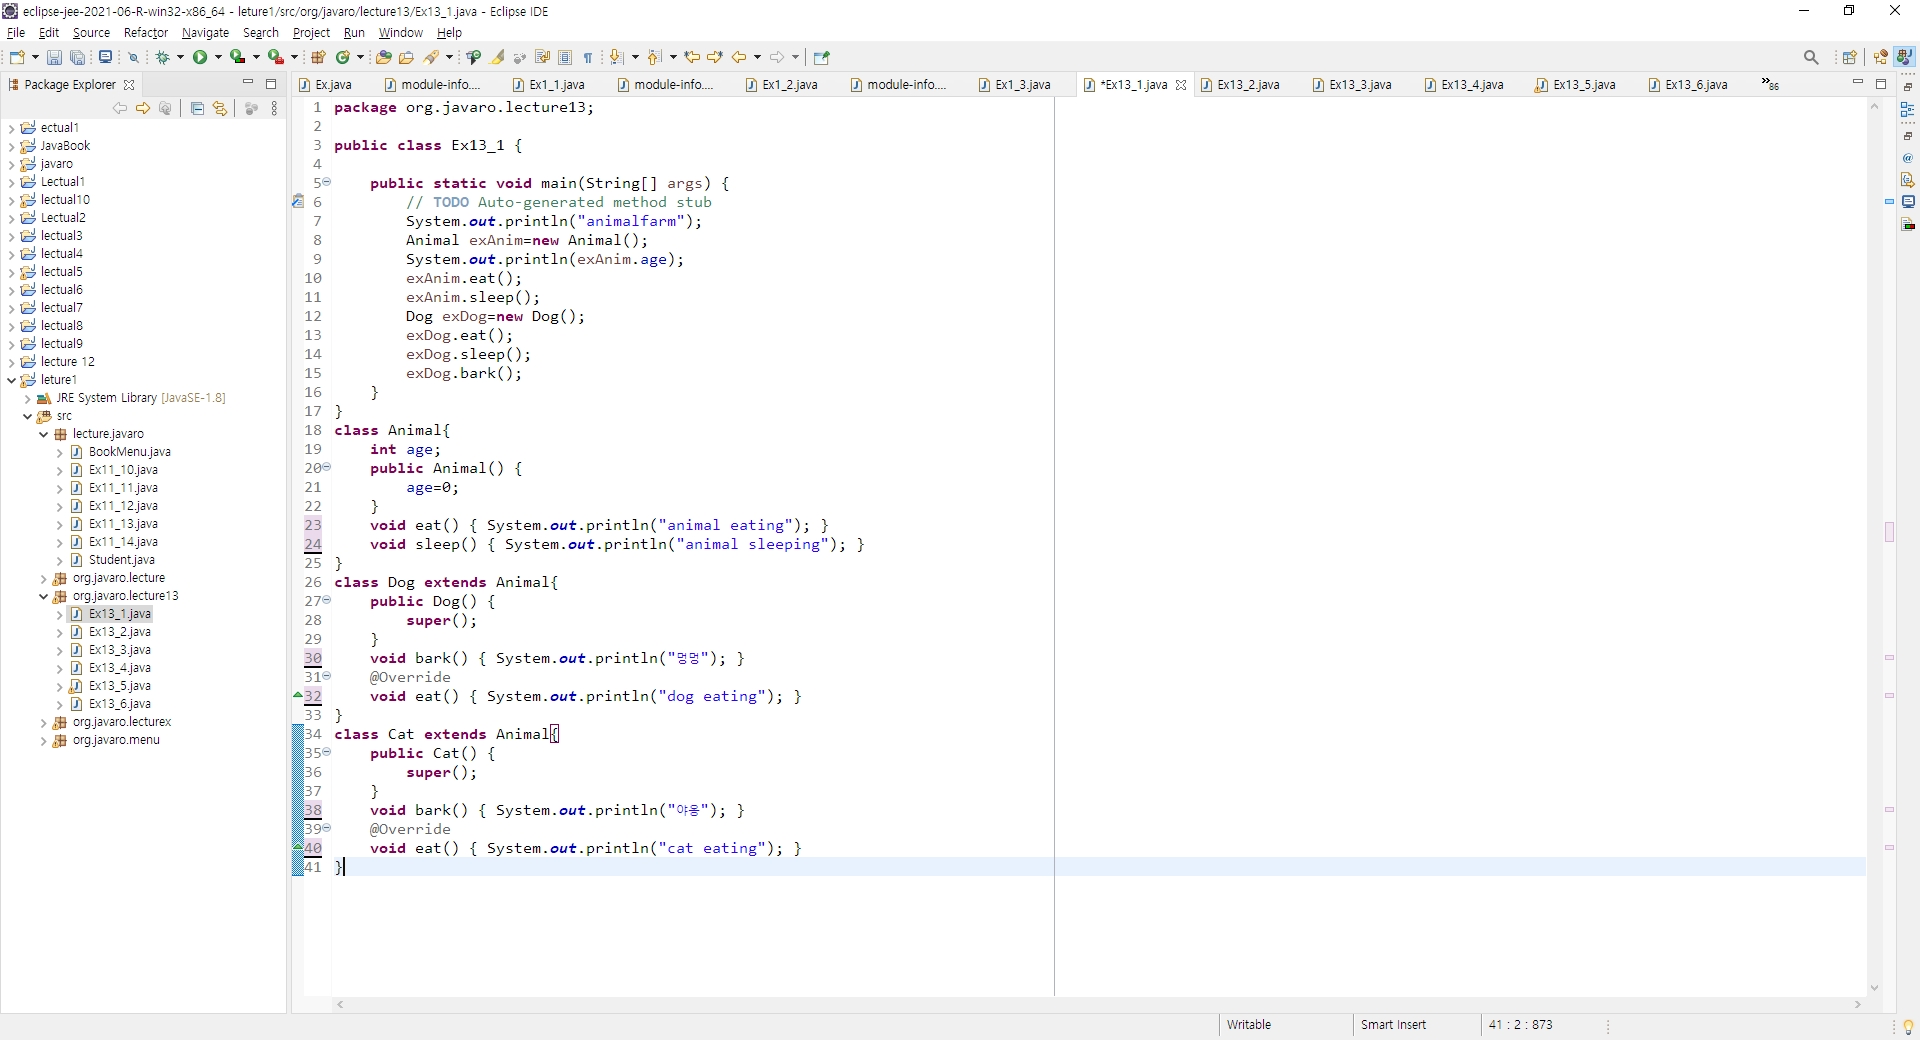 eclipse-jee-2021-06-R-win32-x86_64 - leture1/src/org/javaro/lecture13/Ex13_1.java - Eclipse IDE
File Edit Source Refactor Navigate Search Project Run Window Help
Package Explorer
Ex.java module-info.... Ex1_1.java module-info.... Ex1_2.java module-info.... Ex1_3.java *Ex13_1.java Ex13_2.java Ex13_3.java Ex13_4.java Ex13_5.java Ex13_6.java »86
ectual1
JavaBook
javaro
Lectual1
lectual10
Lectual2
lectual3
lectual4
lectual5
lectual6
lectual7
lectual8
lectual9
lecture 12
leture1
JRE System Library [JavaSE-1.8]
src
lecture.javaro
BookMenu.java
Ex11_10.java
Ex11_11.java
Ex11_12.java
Ex11_13.java
Ex11_14.java
Student.java
org.javaro.lecture
org.javaro.lecture13
Ex13_1.java
Ex13_2.java
Ex13_3.java
Ex13_4.java
Ex13_5.java
Ex13_6.java
org.javaro.lecturex
org.javaro.menu
1 package org.javaro.lecture13;
2
3 public class Ex13_1 {
4
5 public static void main(String[] args) {
6 // TODO Auto-generated method stub
7 System.out.println("animalfarm");
8 Animal exAnim=new Animal();
9 System.out.println(exAnim.age);
10 exAnim.eat();
11 exAnim.sleep();
12 Dog exDog=new Dog();
13 exDog.eat();
14 exDog.sleep();
15 exDog.bark();
16 }
17 }
18 class Animal{
19 int age;
20 public Animal() {
21 age=0;
22 }
23 void eat() { System.out.println("animal eating"); }
24 void sleep() { System.out.println("animal sleeping"); }
25 }
26 class Dog extends Animal{
27 public Dog() {
28 super();
29 }
30 void bark() { System.out.println("멍멍"); }
31 @Override
32 void eat() { System.out.println("dog eating"); }
33 }
34 class Cat extends Animal{
35 public Cat() {
36 super();
37 }
38 void bark() { System.out.println("야옹"); }
39 @Override
40 void eat() { System.out.println("cat eating"); }
41 }
Writable Smart Insert 41 : 2 : 873